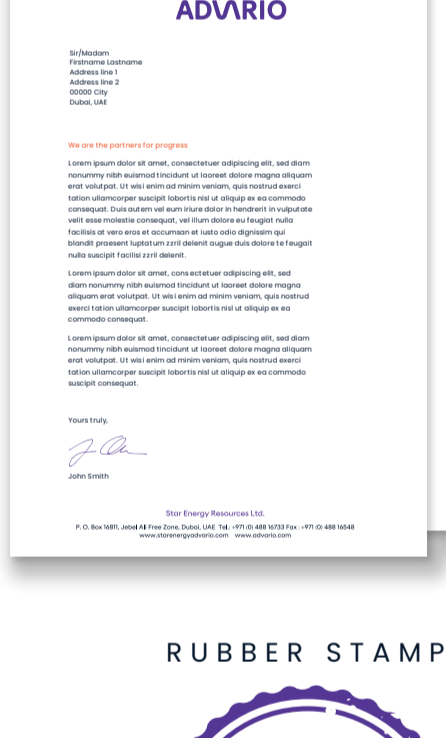 ADVARIO
Sir/Madam
Firstname Lastname
Address line 1
Address line 2
00000 City
Dubai, UAE
We are the partners for progress
Lorem ipsum dolor sit amet, consectetuer adipiscing elit, sed diam
nonummy nibh euismod tincidunt ut laoreet dolore magna aliquam
erat volutpat. Ut wisi enim ad minim veniam, quis nostrud exerci
tation ullamcorper suscipit lobortis nisl ut aliquip ex ea commodo
consequat. Duis autem vel eum iriure dolor in hendrerit in vulputate
velit esse molestie consequat, vel illum dolore eu feugiat nulla
facilisis at vero eros et accumsan et iusto odio dignissim qui
blandit praesent luptatum zzril delenit augue duis dolore te feugait
nulla suscipit facilisi zzril delenit.
Lorem ipsum dolor sit amet, consectetuer adipiscing elit, sed
diam nonummy nibh euismod tincidunt ut laoreet dolore magna
aliquam erat volutpat. Ut wisi enim ad minim veniam, quis nostrud
exerci tation ullamcorper suscipit lobortis nisl ut aliquip ex ea
commodo consequat.
Lorem ipsum dolor sit amet, consectetuer adipiscing elit, sed diam
nonummy nibh euismod tincidunt ut laoreet dolore magna aliquam
erat volutpat. Ut wisi enim ad minim veniam, quis nostrud exerci
tation ullamcorper suscipit lobortis nisl ut aliquip ex ea commodo
suscipit consequat.
Yours truly,
John Smith
Star Energy Resources Ltd.
P. O. Box 16811, Jebel Ali Free Zone, Dubai, UAE Tel.: +971 (0) 488 16733 Fax : +971 (0) 488 16548
www.starenergyadvario.com www.advario.com
RUBBER STAMP